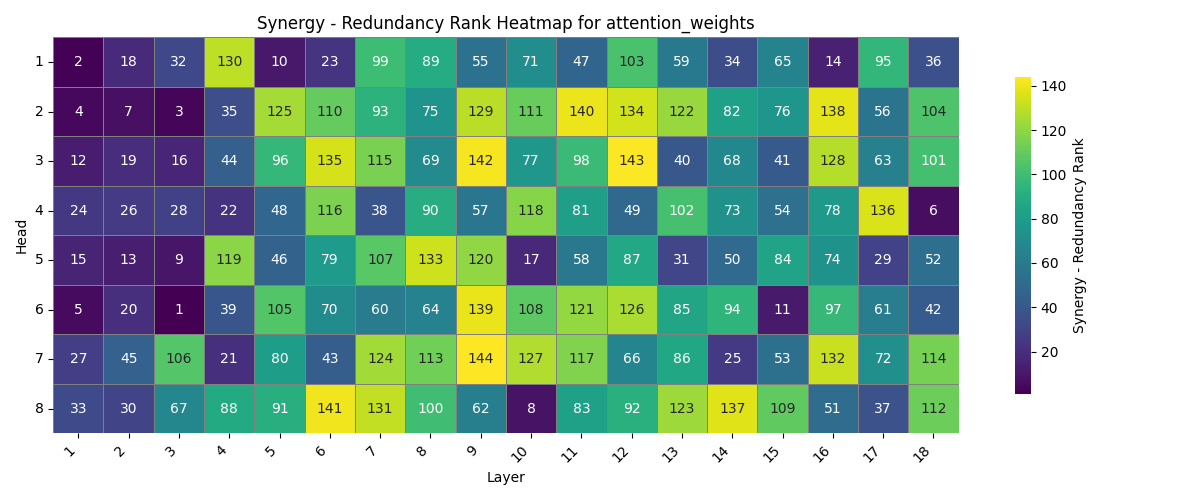 Synergy - Redundancy Rank Heatmap for attention_weights
1 2 18 32 130 10 23 99 89 55 71 47 103 59 34 65 14 95 36
2 4 7 3 35 125 110 93 75 129 111 140 134 122 82 76 138 56 104
3 12 19 16 44 96 135 115 69 142 77 98 143 40 68 41 128 63 101
4 24 26 28 22 48 116 38 90 57 118 81 49 102 73 54 78 136 6
5 15 13 9 119 46 79 107 133 120 17 58 87 31 50 84 74 29 52
6 5 20 1 39 105 70 60 64 139 108 121 126 85 94 11 97 61 42
7 27 45 106 21 80 43 124 113 144 127 117 66 86 25 53 132 72 114
8 33 30 67 88 91 141 131 100 62 8 83 92 123 137 109 51 37 112
1 2 3 4 5 6 7 8 9 10 11 12 13 14 15 16 17 18
Layer
Head
140
120
100
80
60
40
20
Synergy - Redundancy Rank